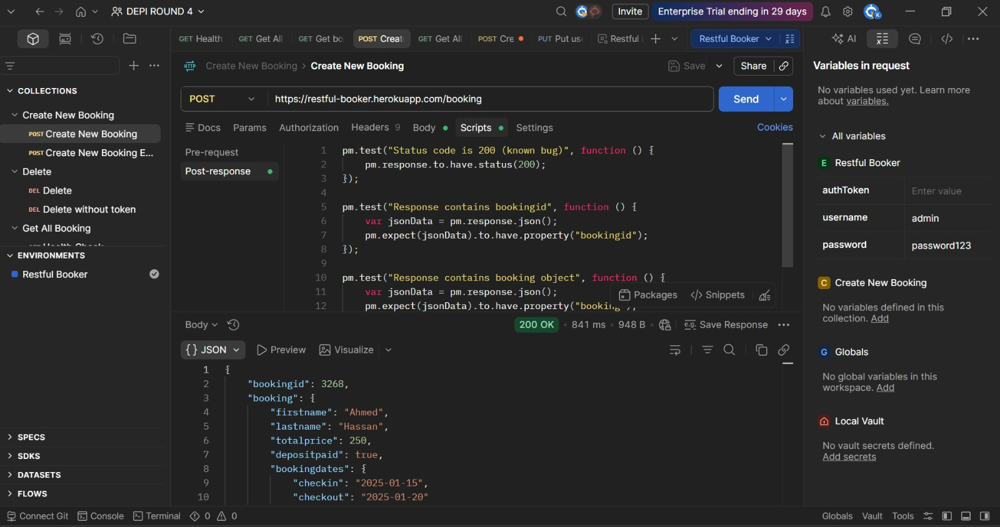 DEPI ROUND 4
Invite
Enterprise Trial ending in 29 days
K
GET Health
GET Get All
GET Get bo
POST Creat
GET Get All
POST Cre
PUT Put us
Restful
Restful Booker
AI
HTTP Create New Booking > Create New Booking
Save
Share
Variables in request
No variables used yet. Learn more
about variables.
COLLECTIONS
Create New Booking
POST Create New Booking
POST Create New Booking E...
Delete
DEL Delete
DEL Delete without token
Get All Booking
ENVIRONMENTS
Restful Booker
SPECS
SDKS
DATASETS
FLOWS
POST
https://restful-booker.herokuapp.com/booking
Send
Docs
Params
Authorization
Headers 9
Body
Scripts
Settings
Cookies
Pre-request
Post-response
1 pm.test("Status code is 200 (known bug)", function () {
2 pm.response.to.have.status(200);
3 });
4
5 pm.test("Response contains bookingid", function () {
6 var jsonData = pm.response.json();
7 pm.expect(jsonData).to.have.property("bookingid");
8 });
9
10 pm.test("Response contains booking object", function () {
11 var jsonData = pm.response.json();
12 pm.expect(jsonData).to.have.property("booking");
Packages
</> Snippets
Body
200 OK
841 ms
948 B
e.g. Save Response
{} JSON
Preview
Visualize
1 {
2 "bookingid": 3268,
3 "booking": {
4 "firstname": "Ahmed",
5 "lastname": "Hassan",
6 "totalprice": 250,
7 "depositpaid": true,
8 "bookingdates": {
9 "checkin": "2025-01-15",
10 "checkout": "2025-01-20"
All variables
E Restful Booker
authToken Enter value
username admin
password password123
C Create New Booking
No variables defined in this
collection. Add
G Globals
No global variables in this
workspace. Add
Local Vault
No vault secrets defined.
Add secrets
Connect Git
Console
Terminal
0
0
Globals
Vault
Tools